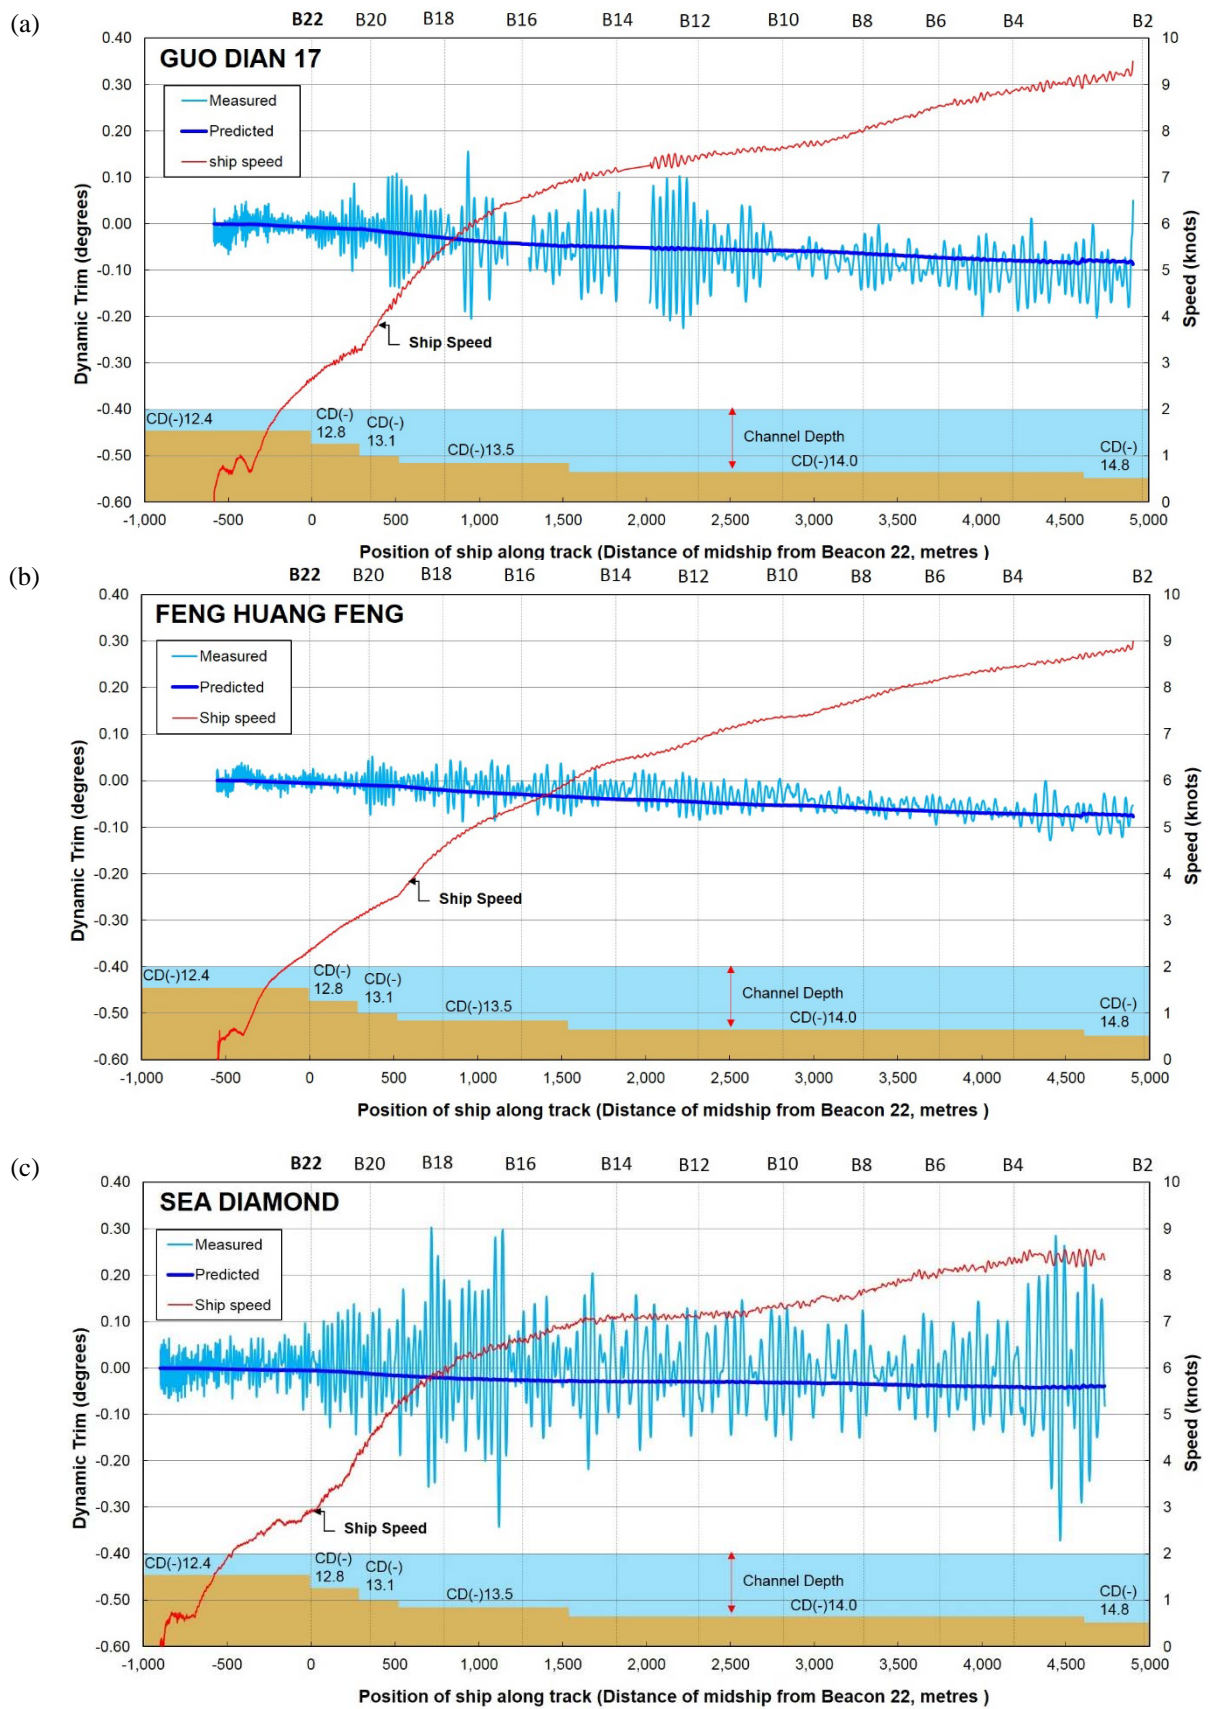 (a)
B22 B20 B18 B16 B14 B12 B10 B8 B6 B4 B2
0.40 10
GUO DIAN 17
0.30 9
Measured
0.20 8
Predicted
ship speed
0.10 7
0.00 6
-0.10 5
-0.20 4
Ship Speed
-0.30 3
-0.40 2
CD(-)12.4 CD(-) CD(-) CD(-)
12.8 13.1 14.8
Channel Depth
CD(-)13.5 CD(-)14.0
-0.50 1
-0.60 0
Dynamic Trim (degrees)
Speed (knots)
-1,000 -500 0 500 1,000 1,500 2,000 2,500 3,000 3,500 4,000 4,500 5,000
Position of ship along track (Distance of midship from Beacon 22, metres )
(b)
B22 B20 B18 B16 B14 B12 B10 B8 B6 B4 B2
0.40 10
FENG HUANG FENG
0.30 9
Measured
0.20 8
Predicted
Ship speed
0.10 7
0.00 6
-0.10 5
-0.20 4
Ship Speed
-0.30 3
-0.40 2
CD(-)12.4 CD(-) CD(-) CD(-)
12.8 13.1 14.8
Channel Depth
CD(-)13.5 CD(-)14.0
-0.50 1
-0.60 0
Dynamic Trim (degrees)
Speed (knots)
-1,000 -500 0 500 1,000 1,500 2,000 2,500 3,000 3,500 4,000 4,500 5,000
Position of ship along track (Distance of midship from Beacon 22, metres )
(c)
B22 B20 B18 B16 B14 B12 B10 B8 B6 B4 B2
0.40 10
SEA DIAMOND
0.30 9
Measured
0.20 8
Predicted
Ship speed
0.10 7
0.00 6
-0.10 5
-0.20 4
-0.30 3
Ship Speed
-0.40 2
CD(-)12.4 CD(-) CD(-) CD(-)
12.8 13.1 14.8
Channel Depth
CD(-)13.5 CD(-)14.0
-0.50 1
-0.60 0
Dynamic Trim (degrees)
Speed (knots)
-1,000 -500 0 500 1,000 1,500 2,000 2,500 3,000 3,500 4,000 4,500 5,000
Position of ship along track (Distance of midship from Beacon 22, metres )